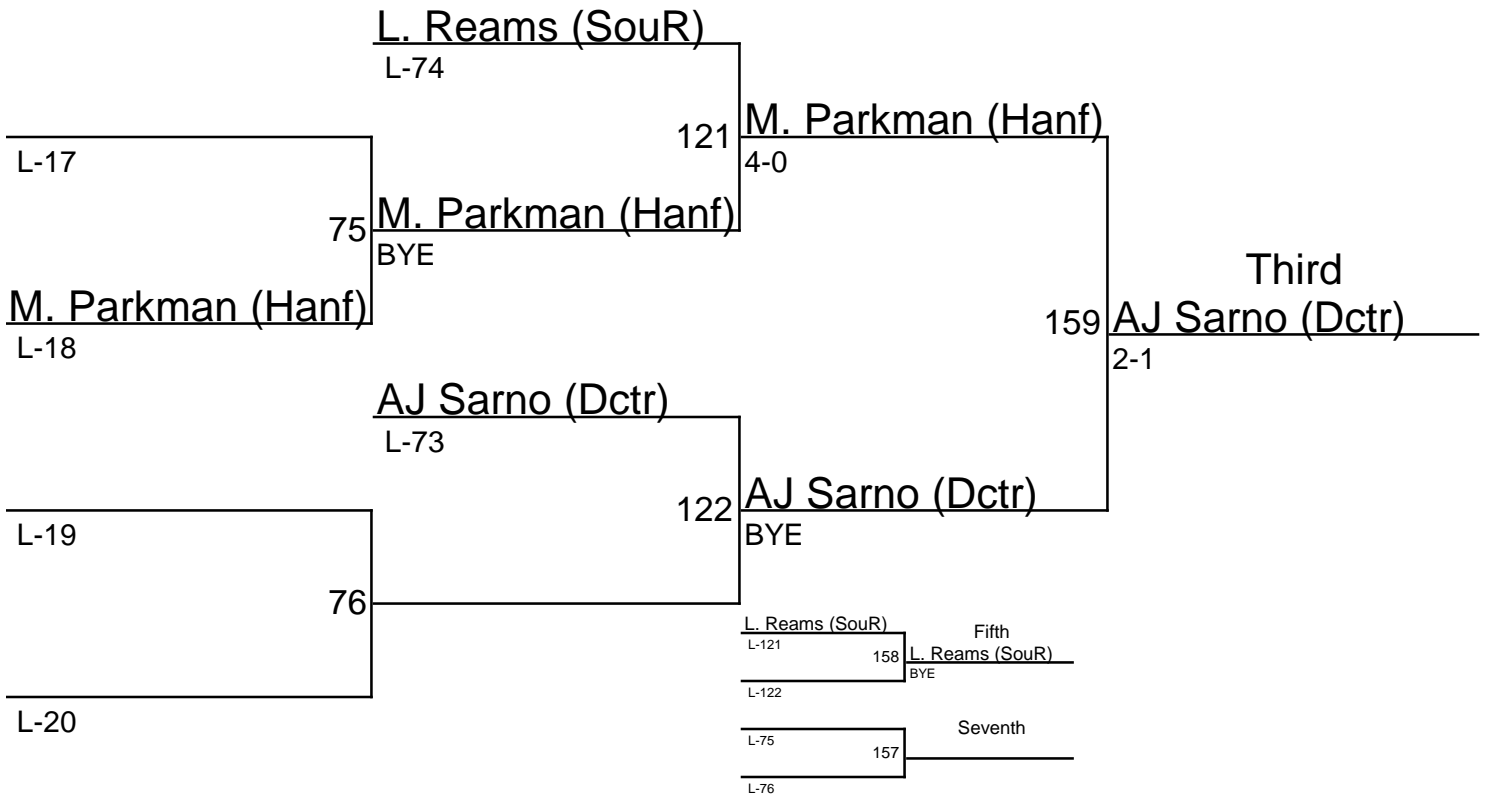 L. Reams (SouR)
L-74
L-17
121
M. Parkman (Hanf)
4-0
75
M. Parkman (Hanf)
BYE
M. Parkman (Hanf)
L-18
Third
159
AJ Sarno (Dctr)
2-1
AJ Sarno (Dctr)
L-73
L-19
122
AJ Sarno (Dctr)
BYE
76
L-20
L. Reams (SouR)
L-121
158
Fifth
L. Reams (SouR)
BYE
L-122
L-75
157
Seventh
L-76